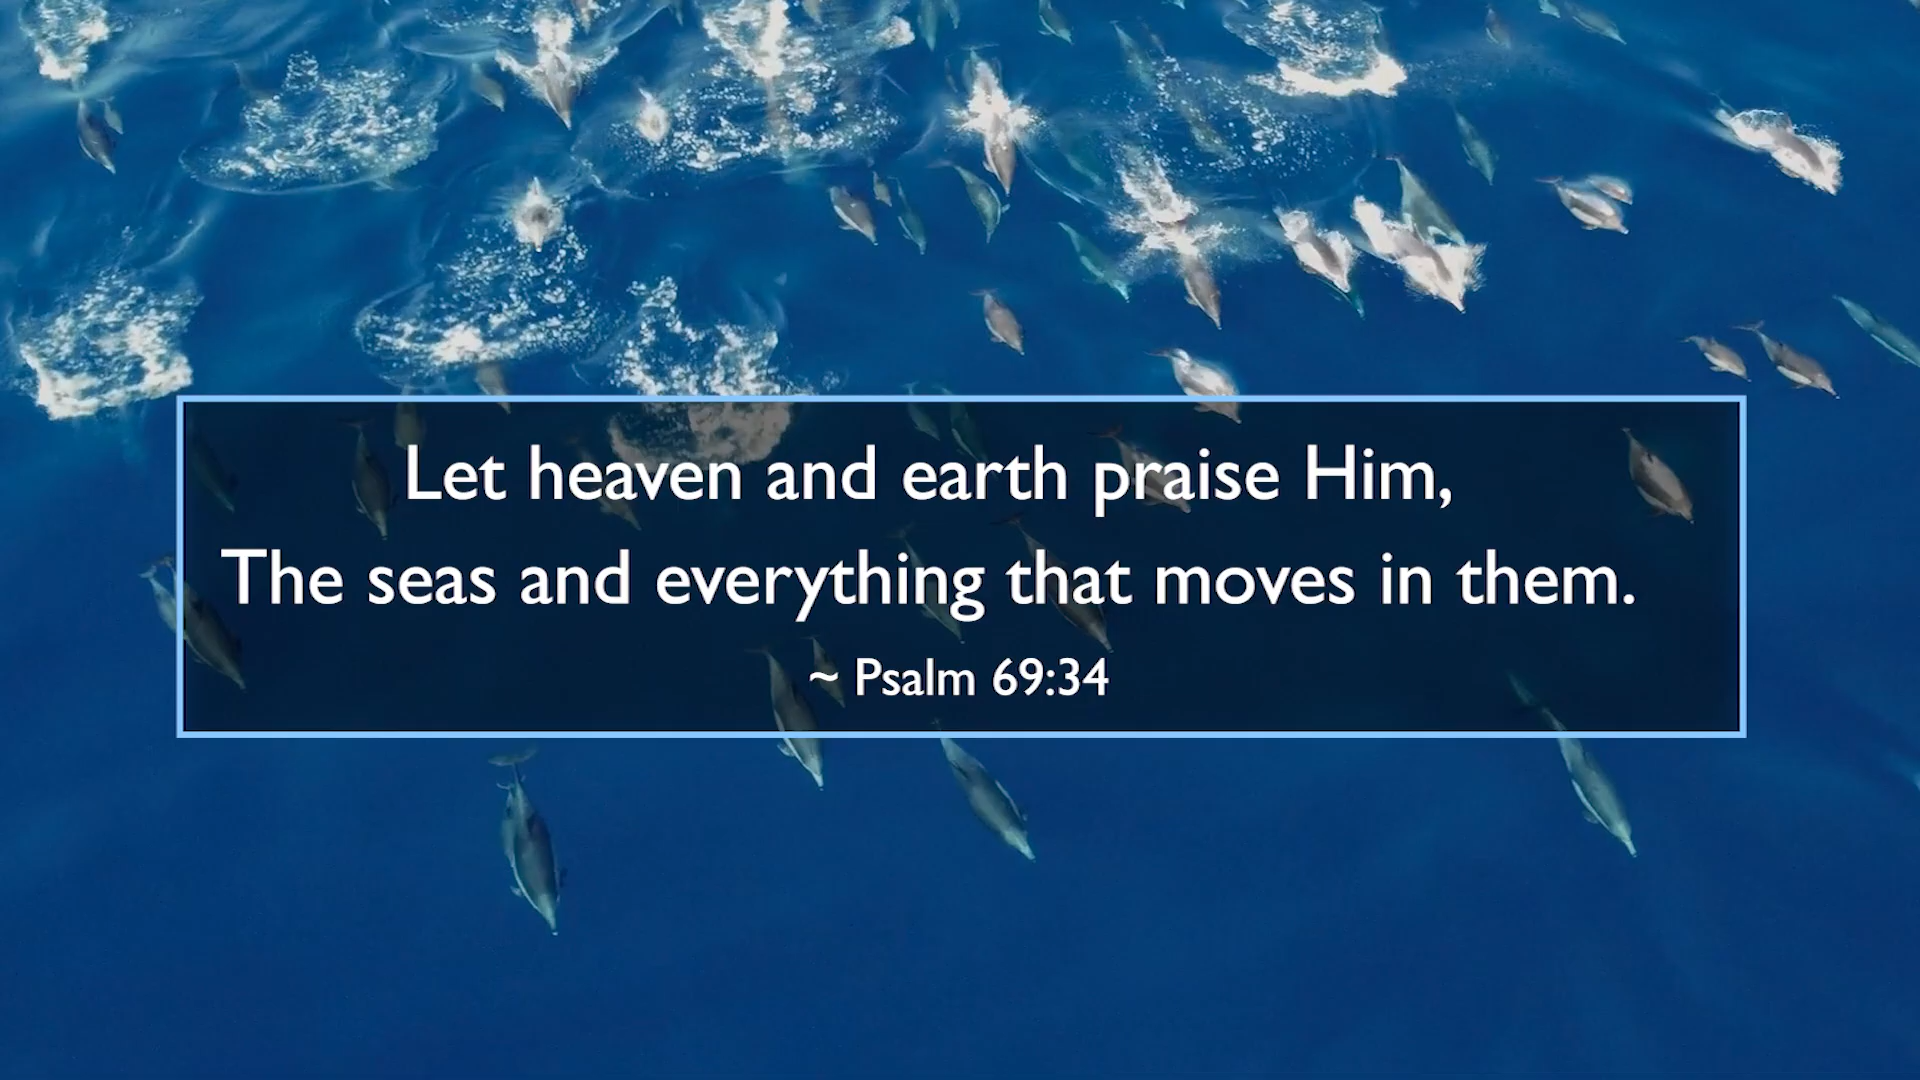 Let heaven and earth praise Him,
The seas and everything that moves in them.
~ Psalm 69:34